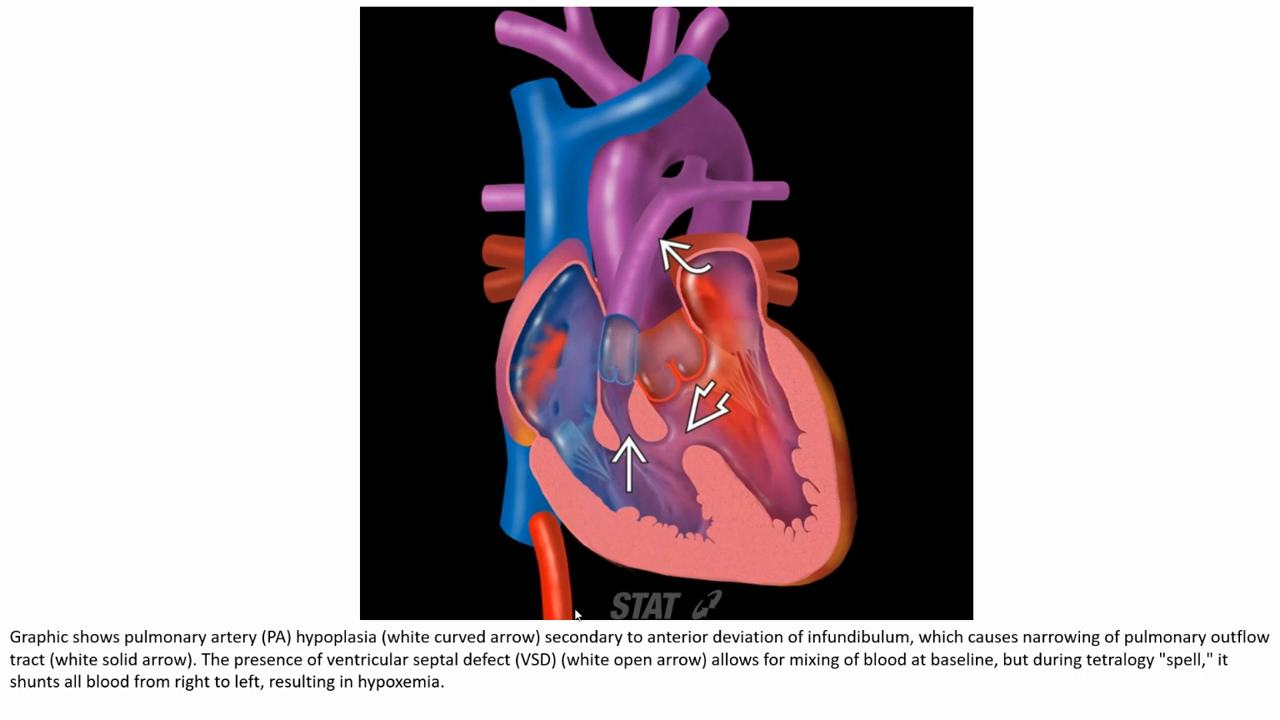 STAT
Graphic shows pulmonary artery (PA) hypoplasia (white curved arrow) secondary to anterior deviation of infundibulum, which causes narrowing of pulmonary outflow
tract (white solid arrow). The presence of ventricular septal defect (VSD) (white open arrow) allows for mixing of blood at baseline, but during tetralogy "spell," it
shunts all blood from right to left, resulting in hypoxemia.